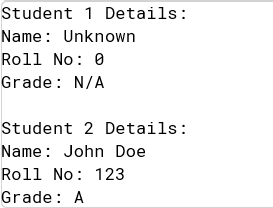 Student 1 Details:
Name: Unknown
Roll No: 0
Grade: N/A

Student 2 Details:
Name: John Doe
Roll No: 123
Grade: A